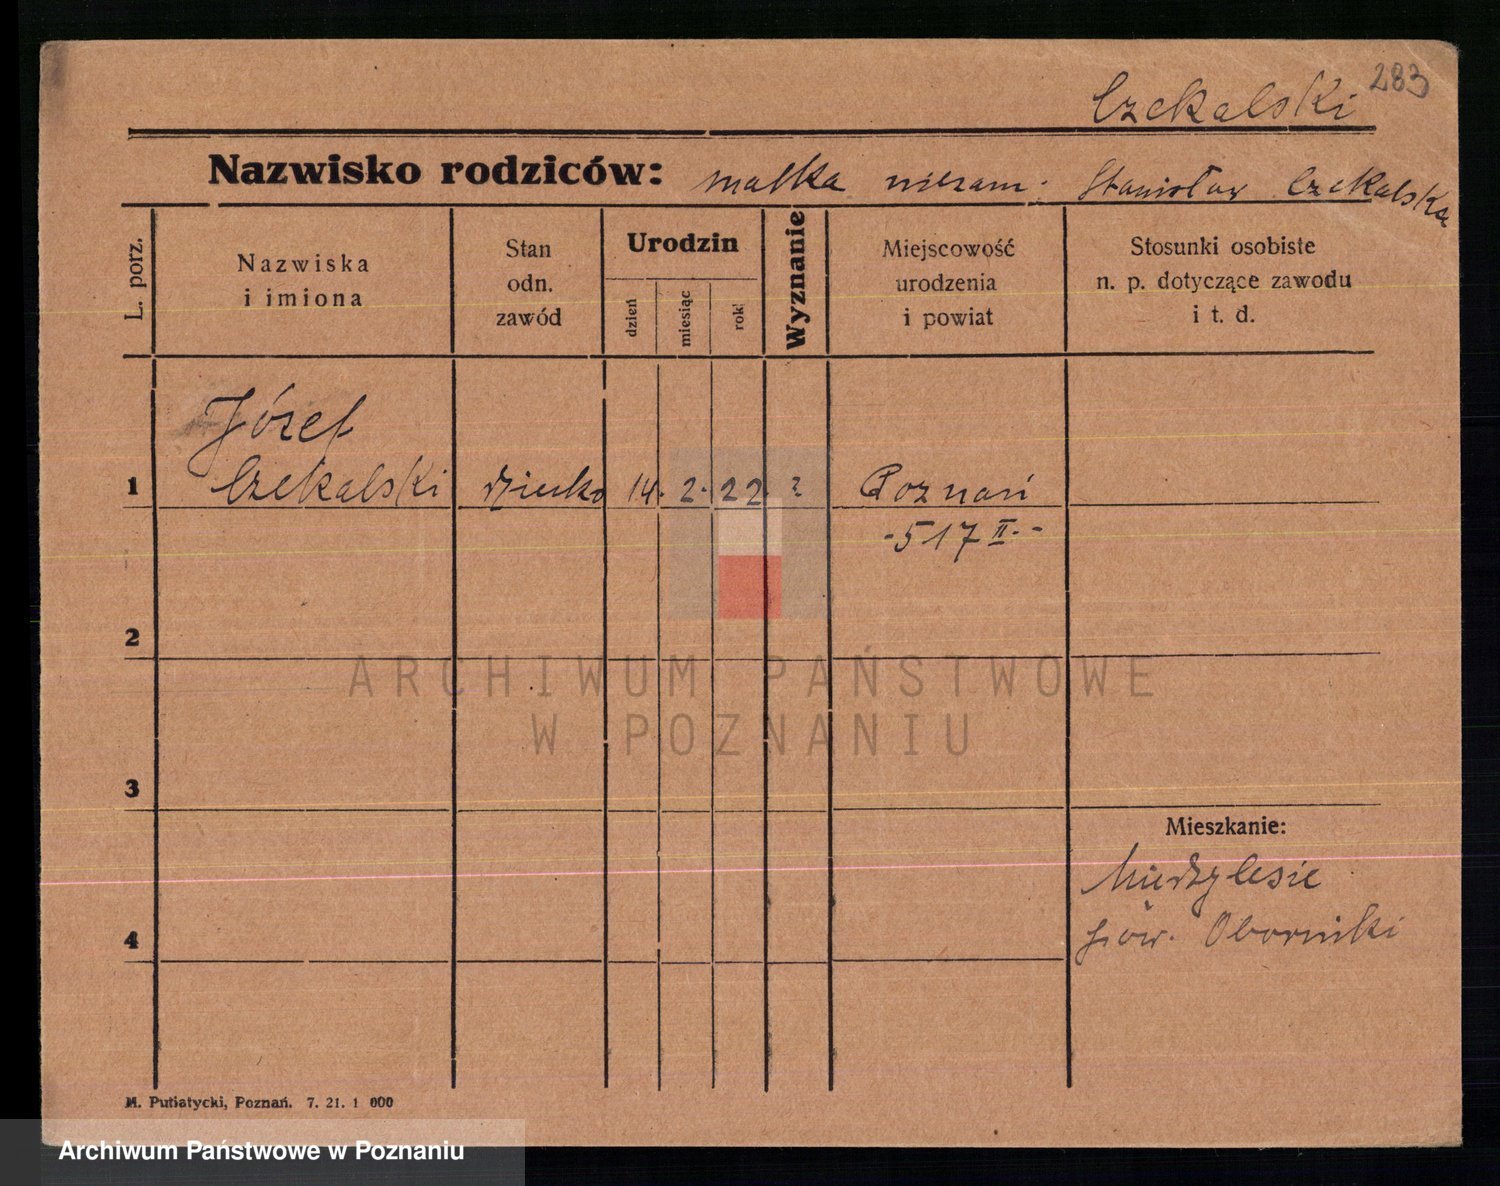 283
Czekalski
Nazwisko rodziców: matka niezam. Stanisław Czekalska
L. porz.
Nazwiska
i imiona
Stan
odn.
zawód
Urodzin
dzień
miesiąc
rok
Wyznanie
Miejscowość
urodzenia
i powiat
Stosunki osobiste
n. p. dotyczące zawodu
i t. d.
Józef
1 Czekalski dziecko 14. 2. 22 ? Poznań
-517 II.-
2
3
Mieszkanie:
Międzylesie
pow. Oborniki
4
M. Putiatycki, Poznań. 7. 21. 1 000
ARCHIWUM PAŃSTWOWE
W POZNANIU
Archiwum Państwowe w Poznaniu